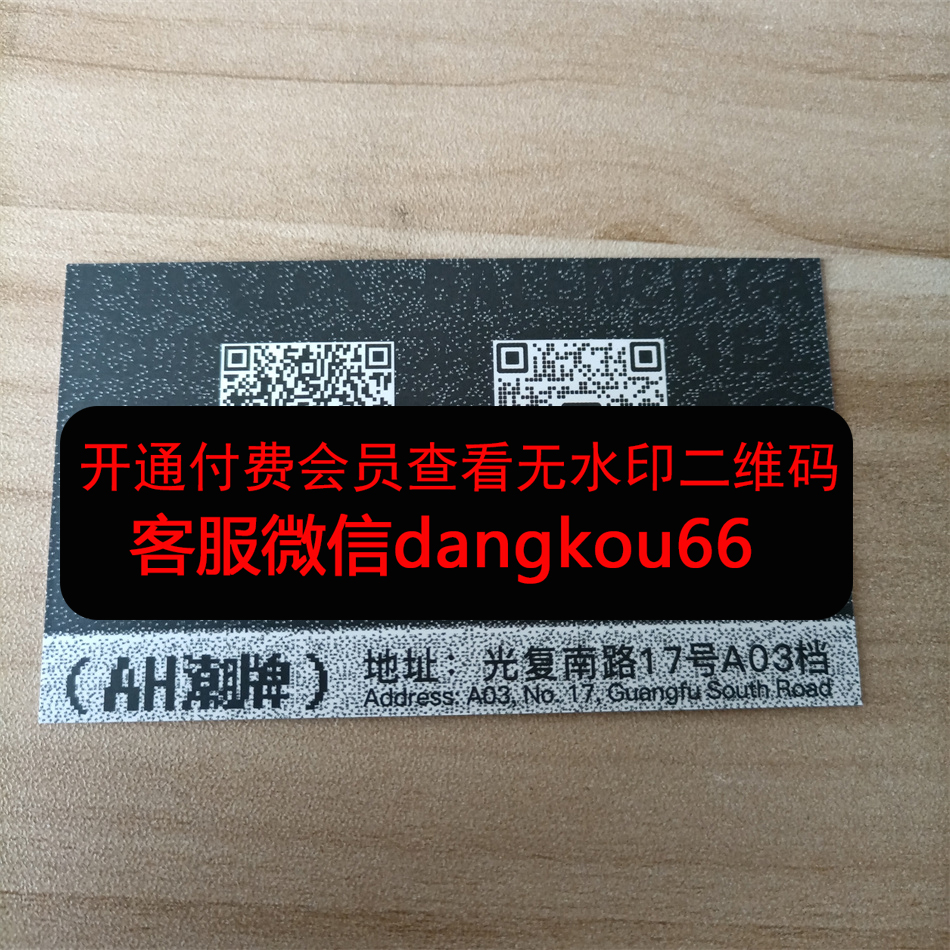 开通付费会员查看无水印二维码
客服微信dangkou66
(AH潮牌)
地址：光复南路17号A03档
Address: A03, No. 17, Guangfu South Road